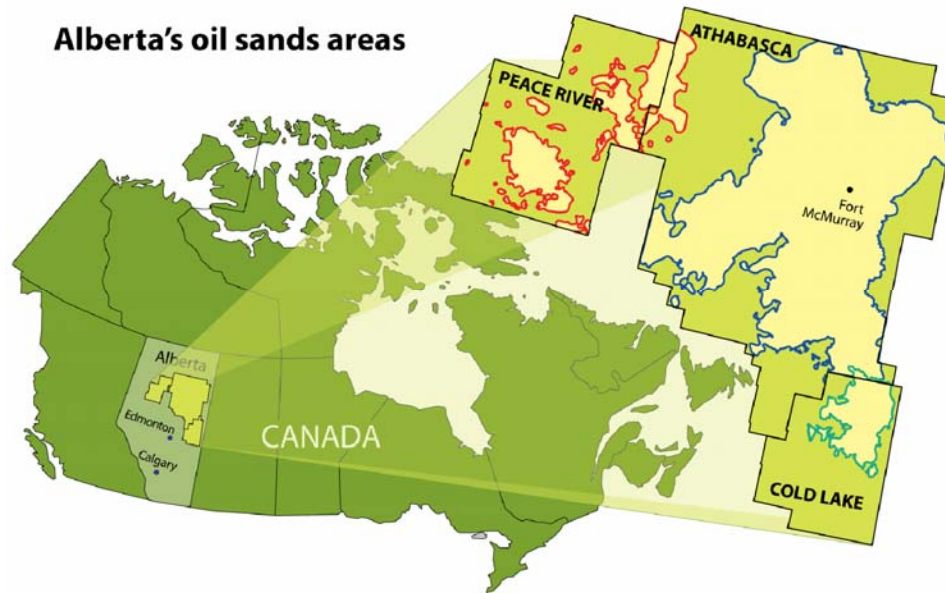 Alberta's oil sands areas
ATHABASCA
PEACE RIVER
Fort
McMurray
Alberta
Edmonton
CANADA
Calgary
COLD LAKE